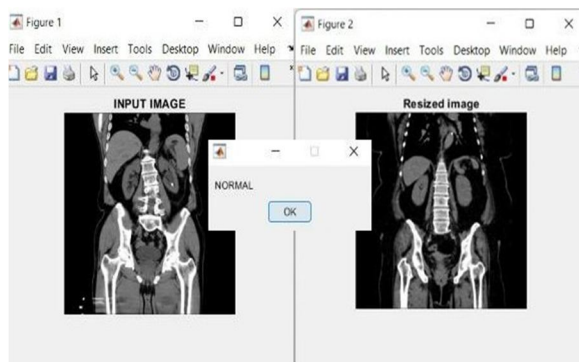 Figure 1
File Edit View Insert Tools Desktop Window Help
INPUT IMAGE
Figure 2
File Edit View Insert Tools Desktop Window Help
Resized image
NORMAL
OK